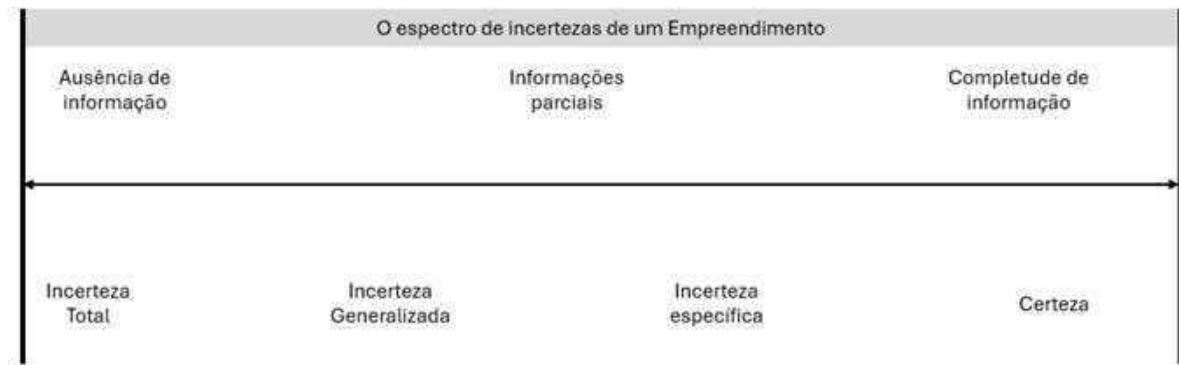 O espectro de incertezas de um Empreendimento
Ausência de
informação
Informações
parciais
Completude de
informação
Incerteza
Total
Incerteza
Generalizada
Incerteza
específica
Certeza